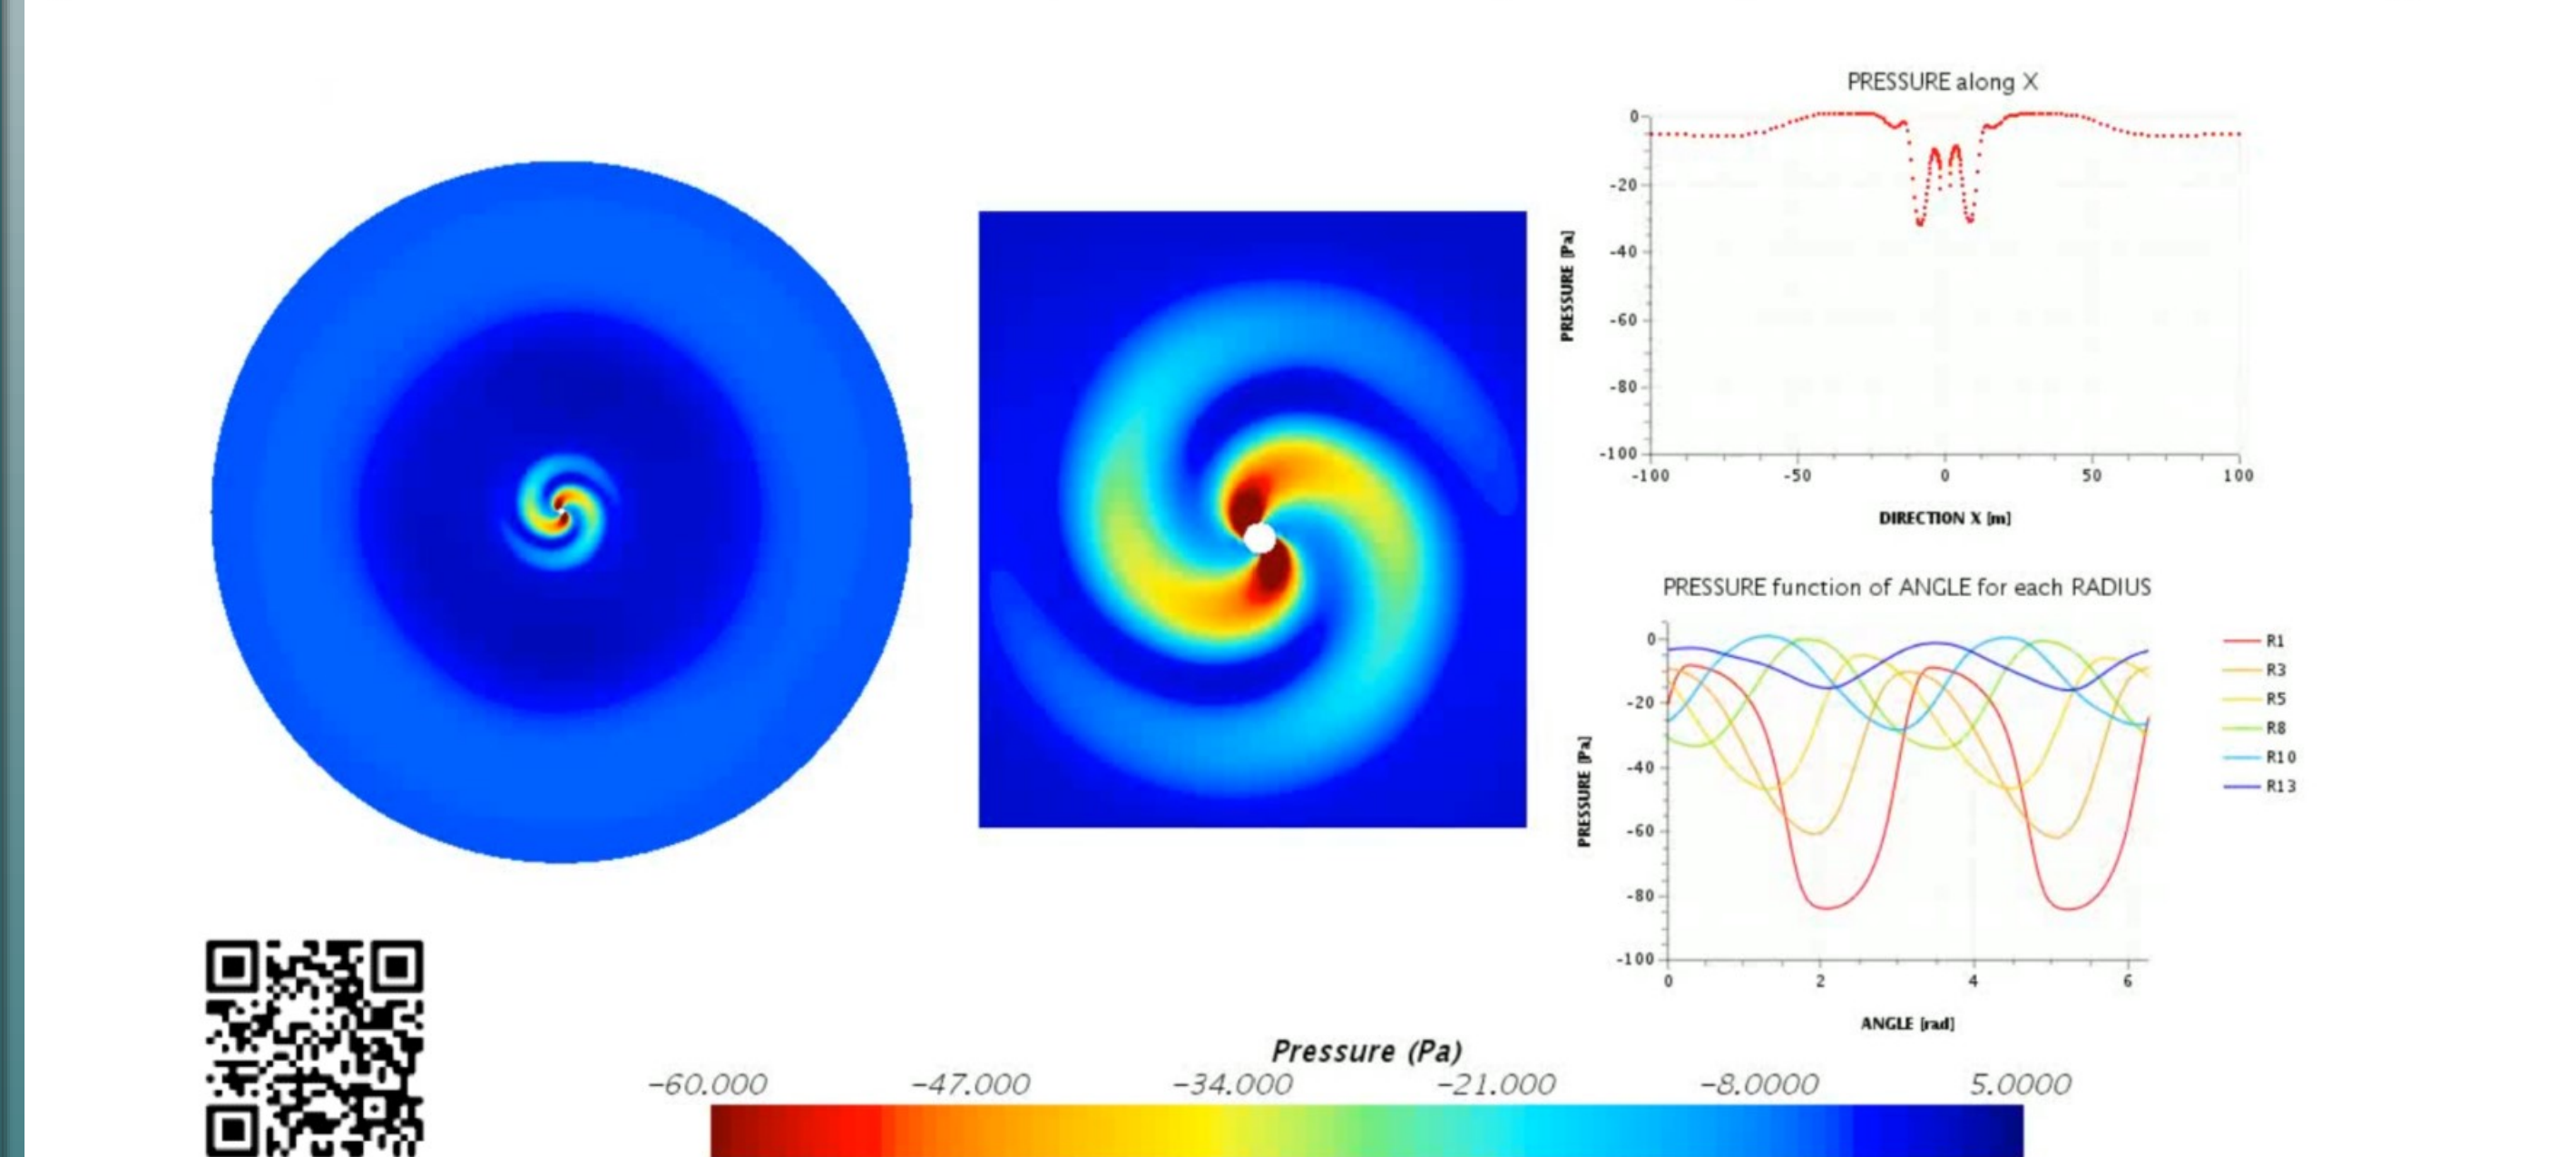 PRESSURE along X
0
-20
-40
-60
-80
-100
PRESSURE [Pa]
-100 -50 0 50 100
DIRECTION X [m]
PRESSURE function of ANGLE for each RADIUS
0
-20
-40
-60
-80
-100
PRESSURE [Pa]
0 2 4 6
ANGLE [rad]
R1
R3
R5
R8
R10
R13
Pressure (Pa)
-60.000 -47.000 -34.000 -21.000 -8.0000 5.0000